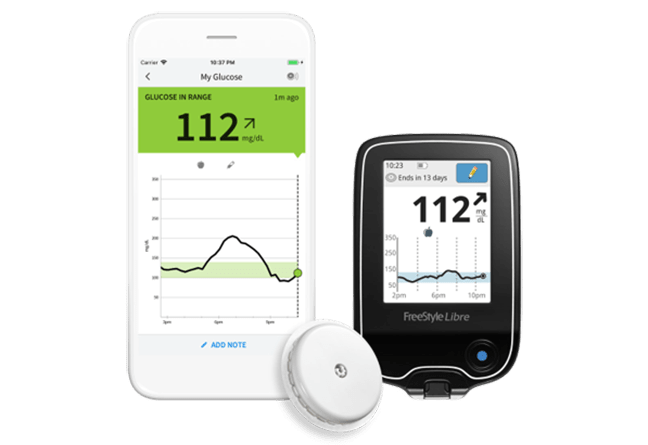 Carrier 10:37 PM
My Glucose
GLUCOSE IN RANGE 1m ago
112
mg/dL
350
300
250
200
150
100
50
mg/dL
3pm 6pm 9pm
ADD NOTE
10:23
Ends in 13 days
112 mg
dL
350
250
150
50
2pm 6pm 10pm
FreeStyle Libre